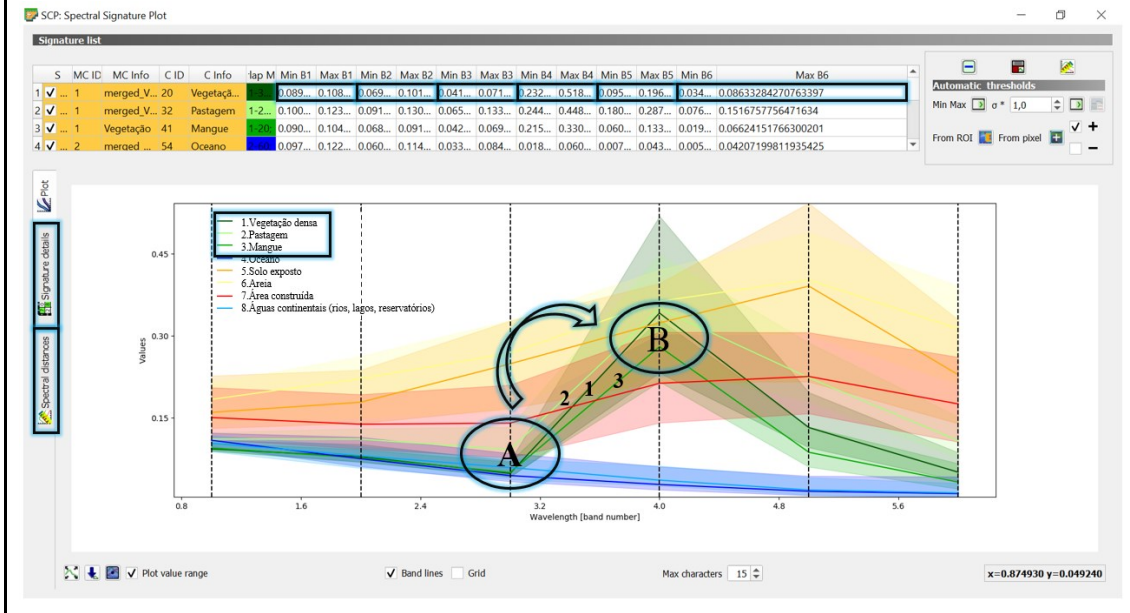 SCP: Spectral Signature Plot
Signature list
S MC ID MC Info C ID C Info lap M Min B1 Max B1 Min B2 Max B2 Min B3 Max B3 Min B4 Max B4 Min B5 Max B5 Min B6 Max B6
1 ... 1 merged_V... 20 Vegetaçã... 0.089... 0.108... 0.069... 0.101... 0.041... 0.071... 0.232... 0.518... 0.095... 0.196... 0.034... 0.08633284270763397
2 ... 1 merged_V... 32 Pastagem 1-2... 0.100... 0.123... 0.091... 0.130... 0.065... 0.133... 0.244... 0.448... 0.180... 0.287... 0.076... 0.1516757756471634
3 ... 1 Vegetação 41 Mangue 1-20; 0.090... 0.104... 0.068... 0.091... 0.042... 0.069... 0.215... 0.330... 0.060... 0.133... 0.019... 0.06624151766300201
4 ... 2 merged ... 54 Oceano 0.097... 0.122... 0.060... 0.114... 0.033... 0.084... 0.018... 0.060... 0.007... 0.043... 0.005... 0.04207199811935425
Automatic thresholds
Min Max σ * 1,0
From ROI From pixel
Plot
Signature details
Spectral distances
1.Vegetação densa
2.Pastagem
3.Mangue
4.Oceano
5.Solo exposto
6.Areia
7.Área construída
8.Águas continentais (rios, lagos, reservatórios)
0.45
0.30
0.15
Values
A
B
2 1 3
0.8 1.6 2.4 3.2 4.0 4.8 5.6
Wavelength [band number]
Plot value range Band lines Grid Max characters 15 x=0.874930 y=0.049240